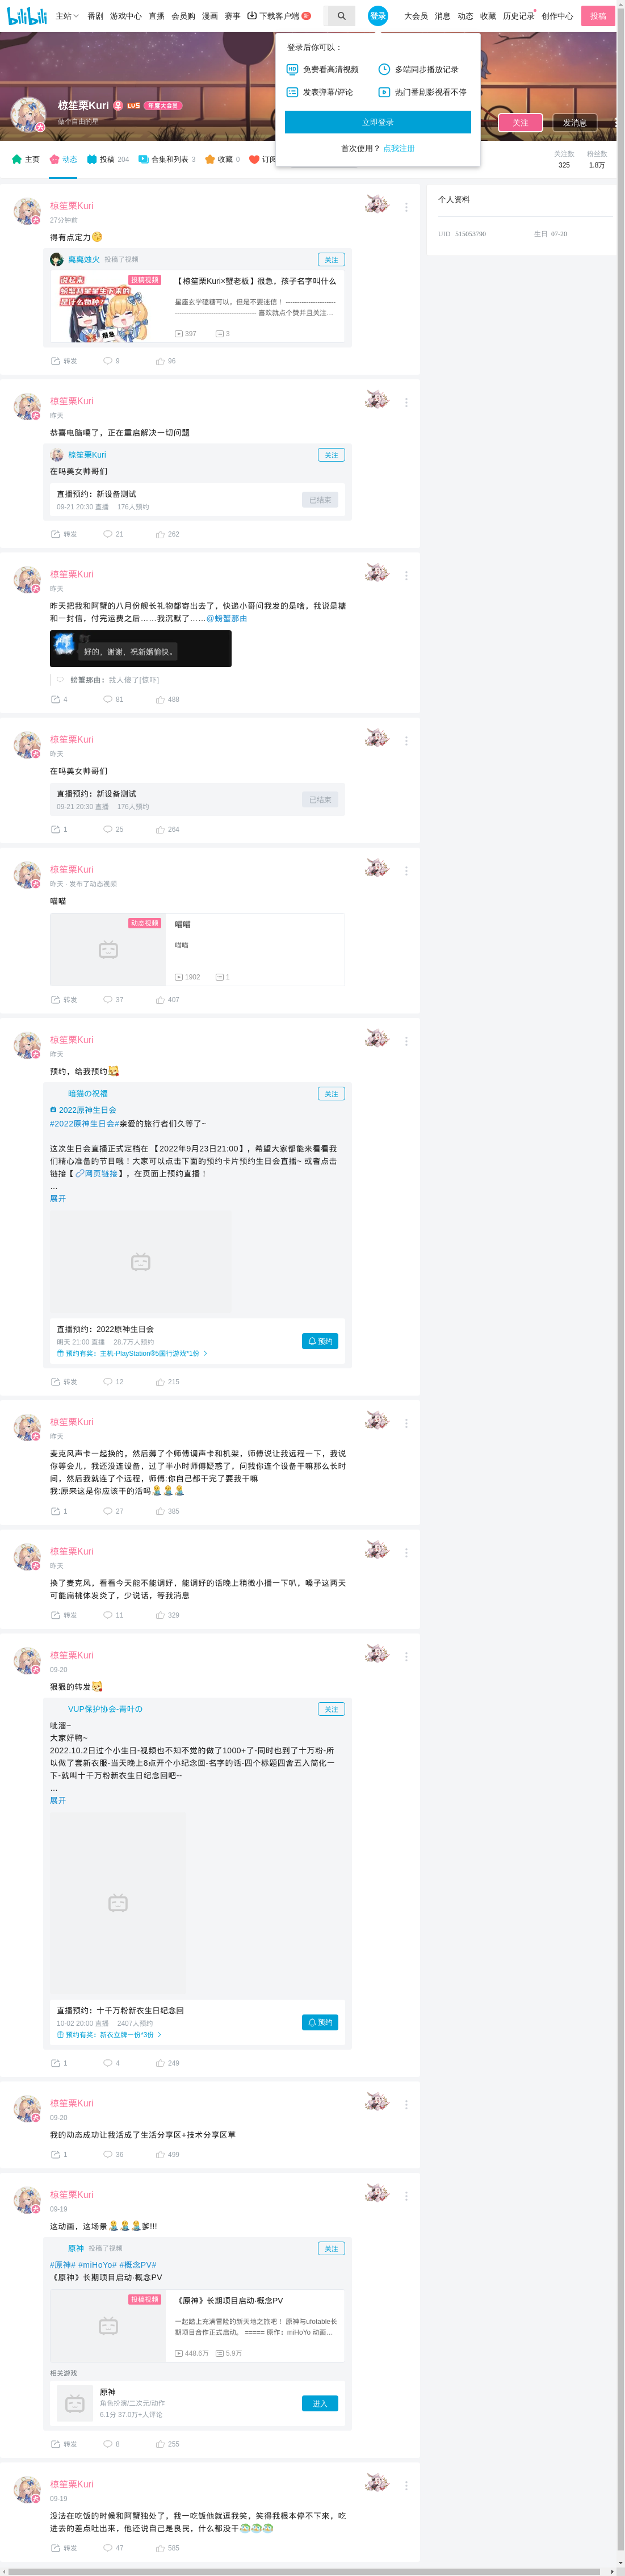 bilibili 主站 番剧 游戏中心 直播 会员购 漫画 赛事 下载客户端 登录 大会员 消息 动态 收藏 历史记录 创作中心 投稿
登录后你可以：
免费看高清视频 多端同步播放记录
发表弹幕/评论 热门番剧影视看不停
立即登录
首次使用？ 点我注册
椋笙栗Kuri LV5 年度大会员
做个自由的星
关注 发消息
主页 动态 投稿 204 合集和列表 3 收藏 0 订阅
关注数 粉丝数
325 1.8万
个人资料
UID 515053790 生日 07-20
椋笙栗Kuri
27分钟前
得有点定力
离离烛火 投稿了视频 关注
投稿视频
说起来
【椋笙栗Kuri×蟹老板】很急，孩子名字叫什么
星座玄学磕糖可以，但是不要迷信！
喜欢就点个赞并且关注…
397 3
转发 9 96
椋笙栗Kuri
昨天
恭喜电脑噶了，正在重启解决一切问题
椋笙栗Kuri 关注
在吗美女帅哥们
直播预约：新设备测试
09-21 20:30 直播 176人预约
已结束
转发 21 262
椋笙栗Kuri
昨天
昨天把我和阿蟹的八月份舰长礼物都寄出去了，快递小哥问我发的是啥，我说是糖
和一封信，付完运费之后……我沉默了……@螃蟹那由
好的，谢谢，祝新婚愉快。
螃蟹那由：我人傻了[惊吓]
4 81 488
椋笙栗Kuri
昨天
在吗美女帅哥们
直播预约：新设备测试
09-21 20:30 直播 176人预约
已结束
1 25 264
椋笙栗Kuri
昨天 · 发布了动态视频
喵喵
动态视频
喵喵
喵喵
1902 1
转发 37 407
椋笙栗Kuri
昨天
预约，给我预约
暗猫の祝福 关注
2022原神生日会
#2022原神生日会#亲爱的旅行者们久等了~
这次生日会直播正式定档在 【2022年9月23日21:00】，希望大家都能来看看我
们精心准备的节目哦！大家可以点击下面的预约卡片预约生日会直播~ 或者点击
链接【网页链接】，在页面上预约直播！
…
展开
直播预约：2022原神生日会
明天 21:00 直播 28.7万人预约
预约有奖：主机-PlayStation®5国行游戏*1份
预约
转发 12 215
椋笙栗Kuri
昨天
麦克风声卡一起换的，然后薅了个师傅调声卡和机架，师傅说让我远程一下，我说
你等会儿，我还没连设备，过了半小时师傅疑惑了，问我你连个设备干嘛那么长时
间，然后我就连了个远程，师傅:你自己都干完了要我干嘛
我:原来这是你应该干的活吗
1 27 385
椋笙栗Kuri
昨天
换了麦克风，看看今天能不能调好，能调好的话晚上稍微小播一下叭，嗓子这两天
可能扁桃体发炎了，少说话，等我消息
转发 11 329
椋笙栗Kuri
09-20
狠狠的转发
VUP保护协会-青叶の 关注
呲溜~
大家好鸭~
2022.10.2日过个小生日-视频也不知不觉的做了1000+了-同时也到了十万粉-所
以做了套新衣服-当天晚上8点开个小纪念回-名字的话-四个标题四舍五入简化一
下-就叫十千万粉新衣生日纪念回吧--
…
展开
直播预约：十千万粉新衣生日纪念回
10-02 20:00 直播 2407人预约
预约有奖：新衣立牌一份*3份
预约
1 4 249
椋笙栗Kuri
09-20
我的动态成功让我活成了生活分享区+技术分享区草
1 36 499
椋笙栗Kuri
09-19
这动画，这场景爹!!!
原神 投稿了视频 关注
#原神# #miHoYo# #概念PV#
《原神》长期项目启动·概念PV
投稿视频
《原神》长期项目启动·概念PV
一起踏上充满冒险的新天地之旅吧！ 原神与ufotable长
期项目合作正式启动。 ===== 原作：miHoYo 动画…
448.6万 5.9万
相关游戏
原神
角色扮演/二次元/动作
6.1分 37.0万+人评论
进入
转发 8 255
椋笙栗Kuri
09-19
没法在吃饭的时候和阿蟹独处了，我一吃饭他就逗我笑，笑得我根本停不下来，吃
进去的差点吐出来，他还说自己是良民，什么都没干
转发 47 585